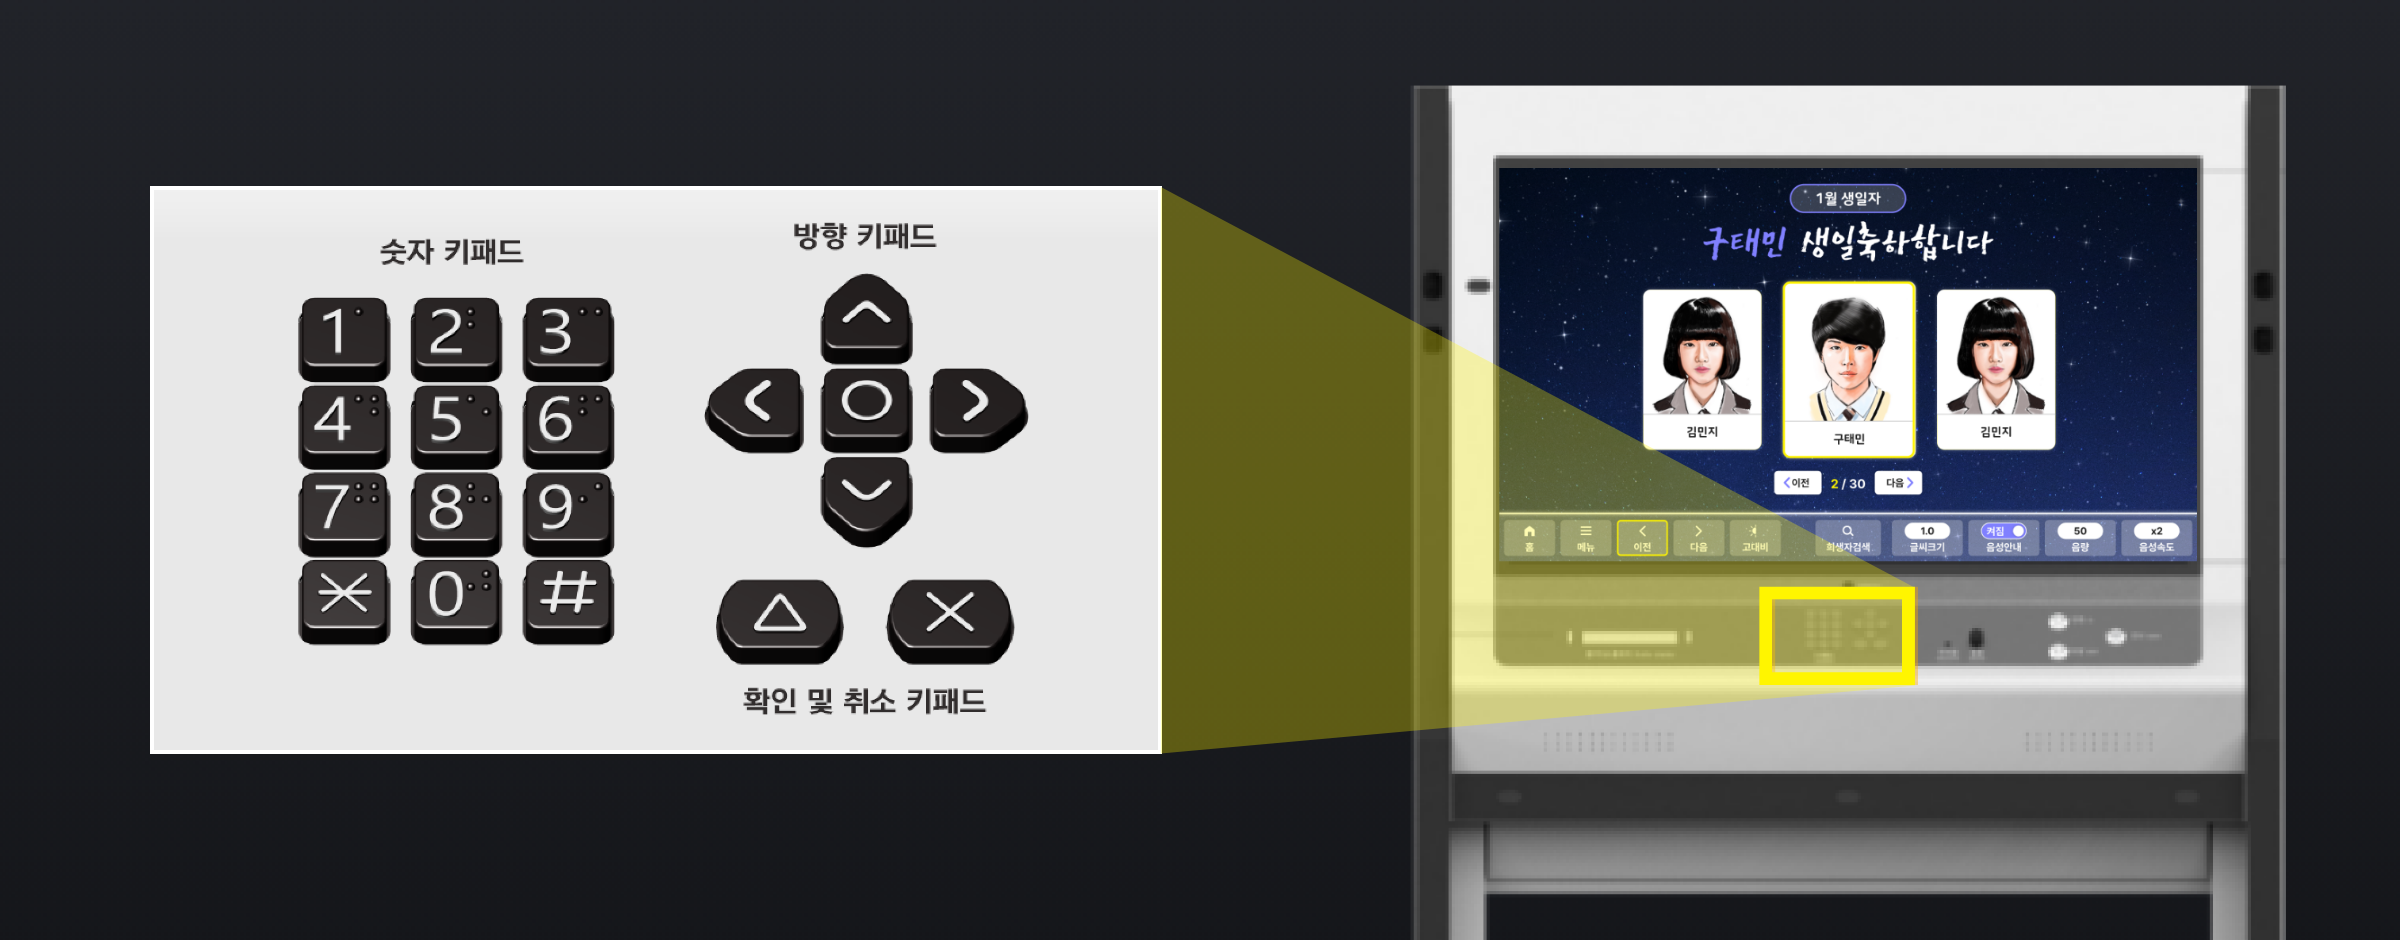 숫자 키패드
방향 키패드
1 2 3
4 5 6
7 8 9
* 0 #
확인 및 취소 키패드
1월 생일자
구태민 생일축하합니다
김민지
구태민
김민지
이전 2 / 30 다음
홈
메뉴
이전
다음
고대비
희생자검색
1.0
글씨크기
켜짐
음성안내
50
음량
x2
음성속도